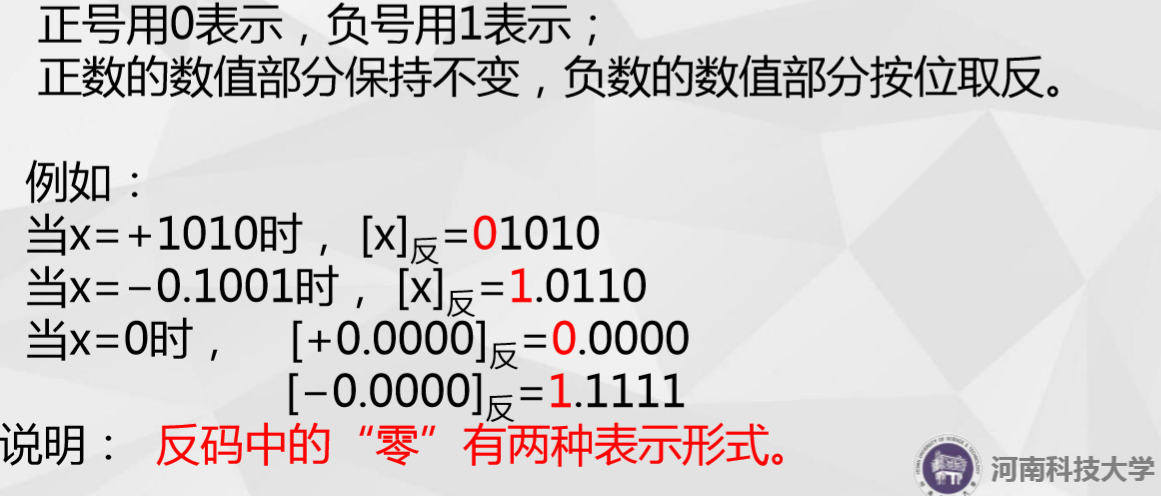 正号用0表示，负号用1表示；
正数的数值部分保持不变，负数的数值部分按位取反。
例如：
当x=+1010时， [x]反=01010
当x=−0.1001时， [x]反=1.0110
当x=0时， [+0.0000]反=0.0000
[−0.0000]反=1.1111
说明： 反码中的“零”有两种表示形式。
河南科技大学